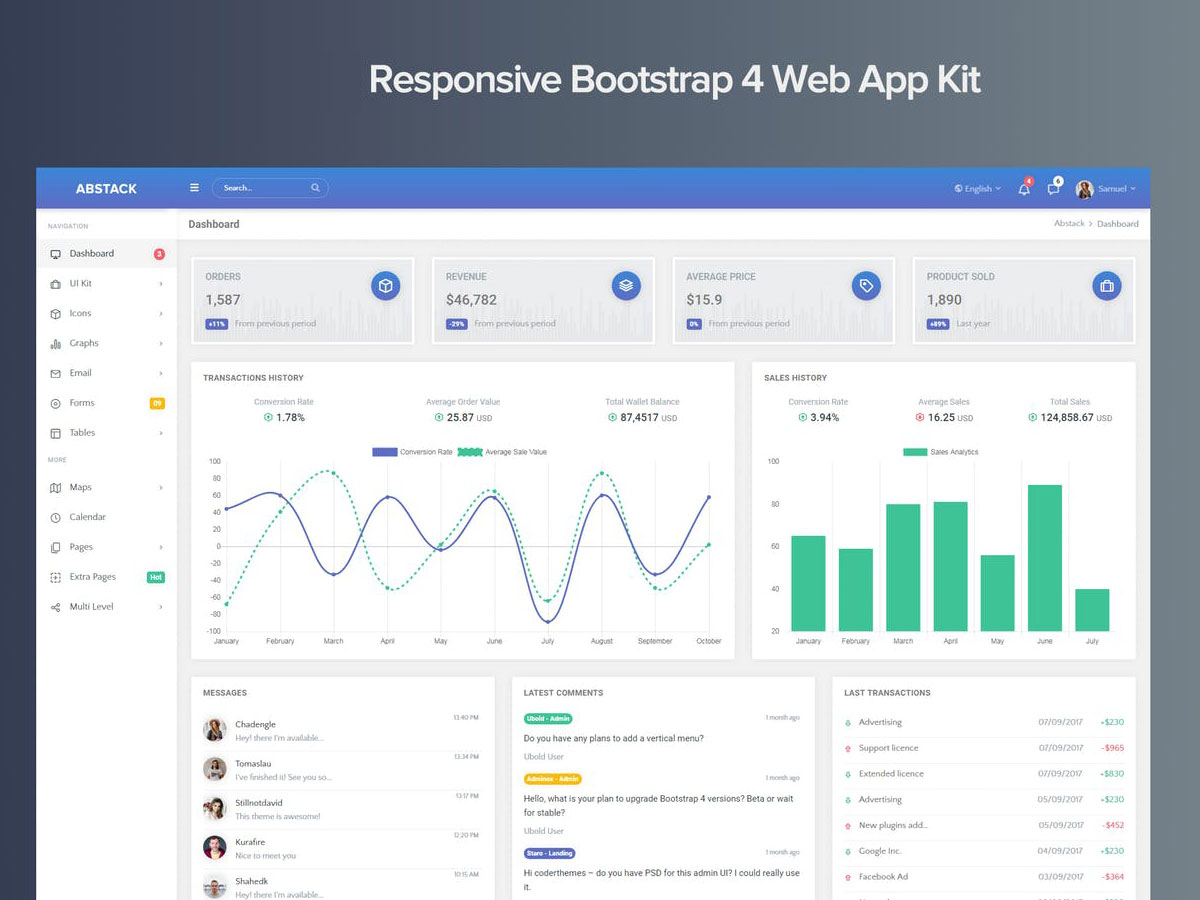 Responsive Bootstrap 4 Web App Kit
ABSTACK
Search...
English
4
6
Samuel
NAVIGATION
Dashboard 3
UI Kit
Icons
Graphs
Email
Forms 09
Tables
MORE
Maps
Calendar
Pages
Extra Pages Hot
Multi Level
Dashboard
Abstack > Dashboard
ORDERS
1,587
+11% From previous period
REVENUE
$46,782
-29% From previous period
AVERAGE PRICE
$15.9
0% From previous period
PRODUCT SOLD
1,890
+89% Last year
TRANSACTIONS HISTORY
Conversion Rate Average Order Value Total Wallet Balance
1.78% 25.87 USD 87,4517 USD
Conversion Rate Average Sale Value
100
80
60
40
20
0
-20
-40
-60
-80
-100
January February March April May June July August September October
SALES HISTORY
Conversion Rate Average Sales Total Sales
3.94% 16.25 USD 124,858.67 USD
Sales Analytics
100
80
60
40
20
January February March April May June July
MESSAGES
Chadengle 13:40 PM
Hey! there I'm available...
Tomaslau 13:34 PM
I've finished it! See you so...
Stillnotdavid 13:17 PM
This theme is awesome!
Kurafire 12:20 PM
Nice to meet you
Shahedk 10:15 AM
Hey! there I'm available...
LATEST COMMENTS
Ubold - Admin 1 month ago
Do you have any plans to add a vertical menu?
Ubold User
Adminox - Admin 1 month ago
Hello, what is your plan to upgrade Bootstrap 4 versions? Beta or wait
for stable?
Ubold User
Staro - Landing 1 month ago
Hi coderthemes – do you have PSD for this admin UI? I could really use
it.
LAST TRANSACTIONS
Advertising 07/09/2017 +$230
Support licence 07/09/2017 -$965
Extended licence 07/09/2017 +$830
Advertising 05/09/2017 +$230
New plugins add... 05/09/2017 -$452
Google Inc. 04/09/2017 +$230
Facebook Ad 03/09/2017 -$364